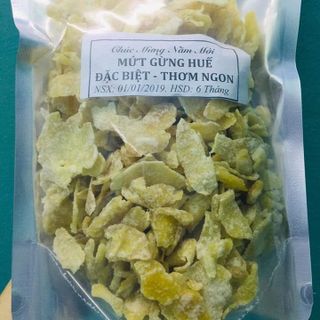 Chúc Mừng Năm Mới
MỨT GỪNG HUẾ
ĐẶC BIỆT - THƠM NGON
NSX: 01/01/2019, HSD: 6 Tháng